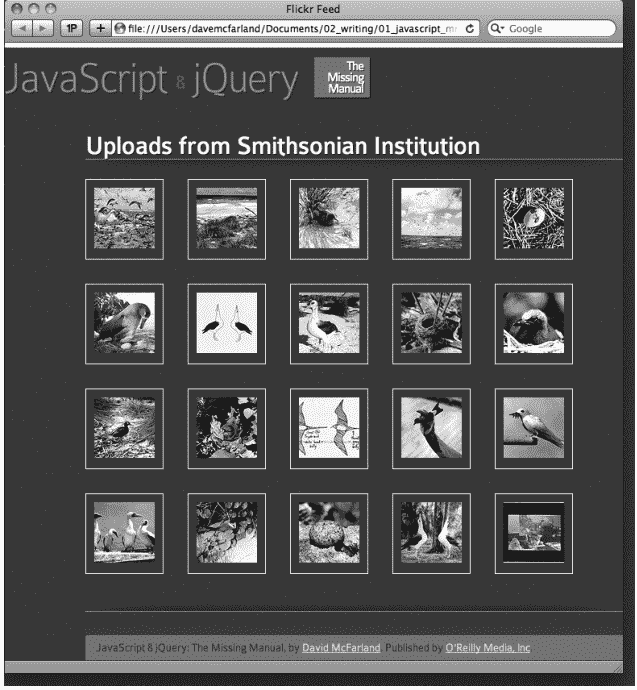 Flickr Feed
1P
+
file:///Users/davemcfarland/Documents/02_writing/01_javascript_m
Google
JavaScript & jQuery
The
Missing
Manual
Uploads from Smithsonian Institution
JavaScript & jQuery: The Missing Manual, by David McFarland. Published by O'Reilly Media, Inc